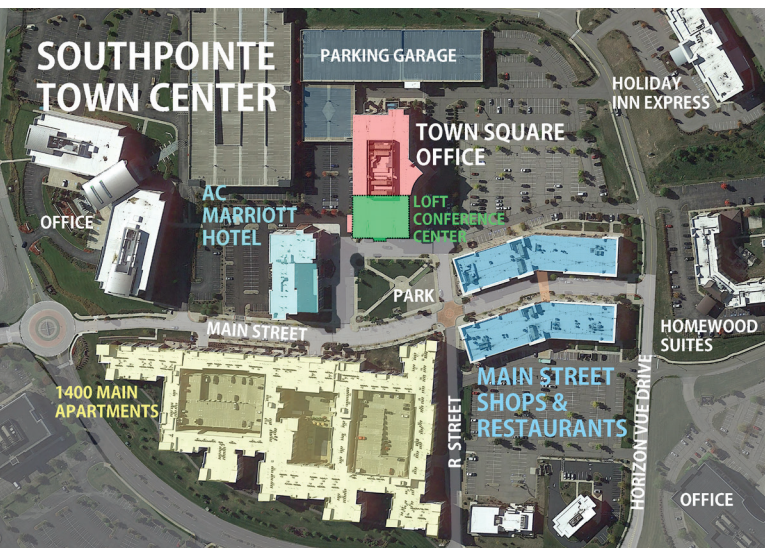 SOUTHPOINTE
TOWN CENTER
PARKING GARAGE
HOLIDAY
INN EXPRESS
TOWN SQUARE
OFFICE
AC
MARRIOTT
HOTEL
LOFT
CONFERENCE
CENTER
OFFICE
PARK
MAIN STREET
HOMEWOOD
SUITES
1400 MAIN
APARTMENTS
MAIN STREET
SHOPS &
RESTAURANTS
R STREET
HORIZON VUE DRIVE
OFFICE